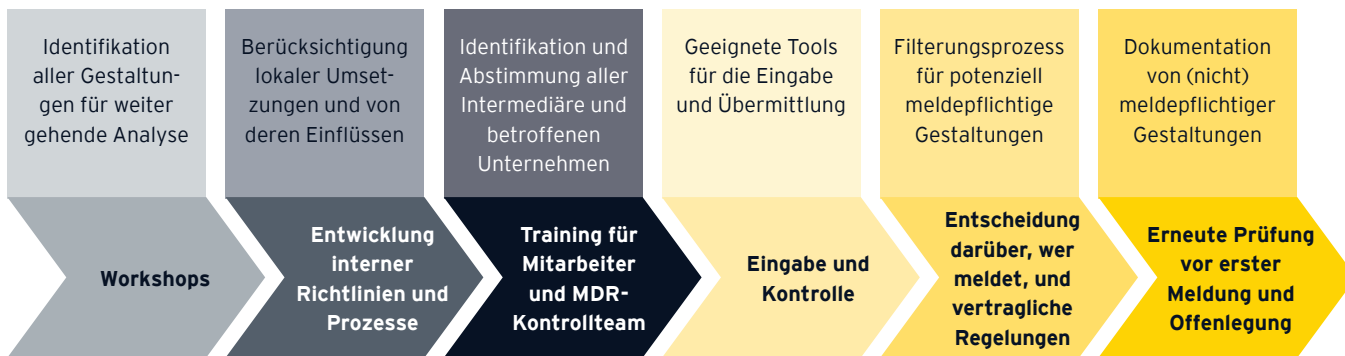 Identifikation
aller Gestaltun-
gen für weiter
gehende Analyse
Berücksichtigung
lokaler Umset-
zungen und von
deren Einflüssen
Identifikation und
Abstimmung aller
Intermediäre und
betroffenen
Unternehmen
Geeignete Tools
für die Eingabe
und Übermittlung
Filterungsprozess
für potenziell
meldepflichtige
Gestaltungen
Dokumentation
von (nicht)
meldepflichtiger
Gestaltungen
Workshops
Entwicklung
interner
Richtlinien und
Prozesse
Training für
Mitarbeiter
und MDR-
Kontrollteam
Eingabe und
Kontrolle
Entscheidung
darüber, wer
meldet, und
vertragliche
Regelungen
Erneute Prüfung
vor erster
Meldung und
Offenlegung